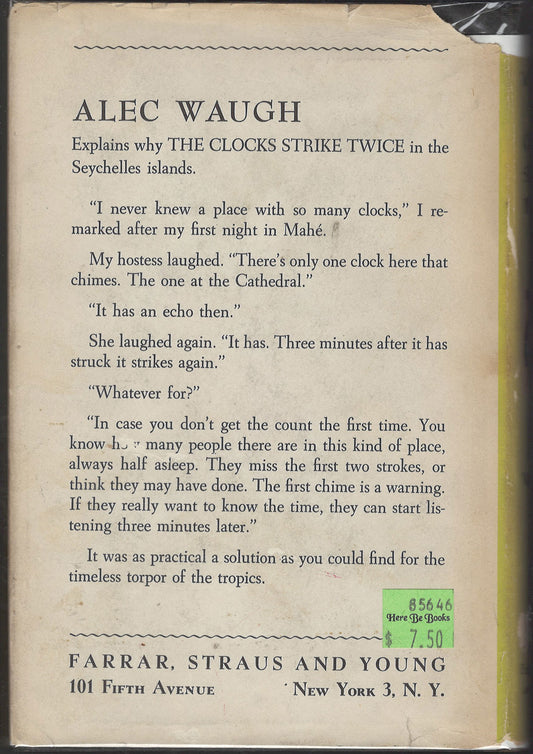 ALEC WAUGH
Explains why THE CLOCKS STRIKE TWICE in the
Seychelles islands.
"I never knew a place with so many clocks," I re-
marked after my first night in Mahé.
My hostess laughed. "There's only one clock here that
chimes. The one at the Cathedral."
"It has an echo then."
She laughed again. "It has. Three minutes after it has
struck it strikes again."
"Whatever for?"
"In case you don't get the count the first time. You
know how many people there are in this kind of place,
always half asleep. They miss the first two strokes, or
think they may have done. The first chime is a warning.
If they really want to know the time, they can start lis-
tening three minutes later."
It was as practical a solution as you could find for the
timeless torpor of the tropics.
65646
Here Be Books
$ 7.50
FARRAR, STRAUS AND YOUNG
101 FIFTH AVENUE NEW YORK 3, N. Y.